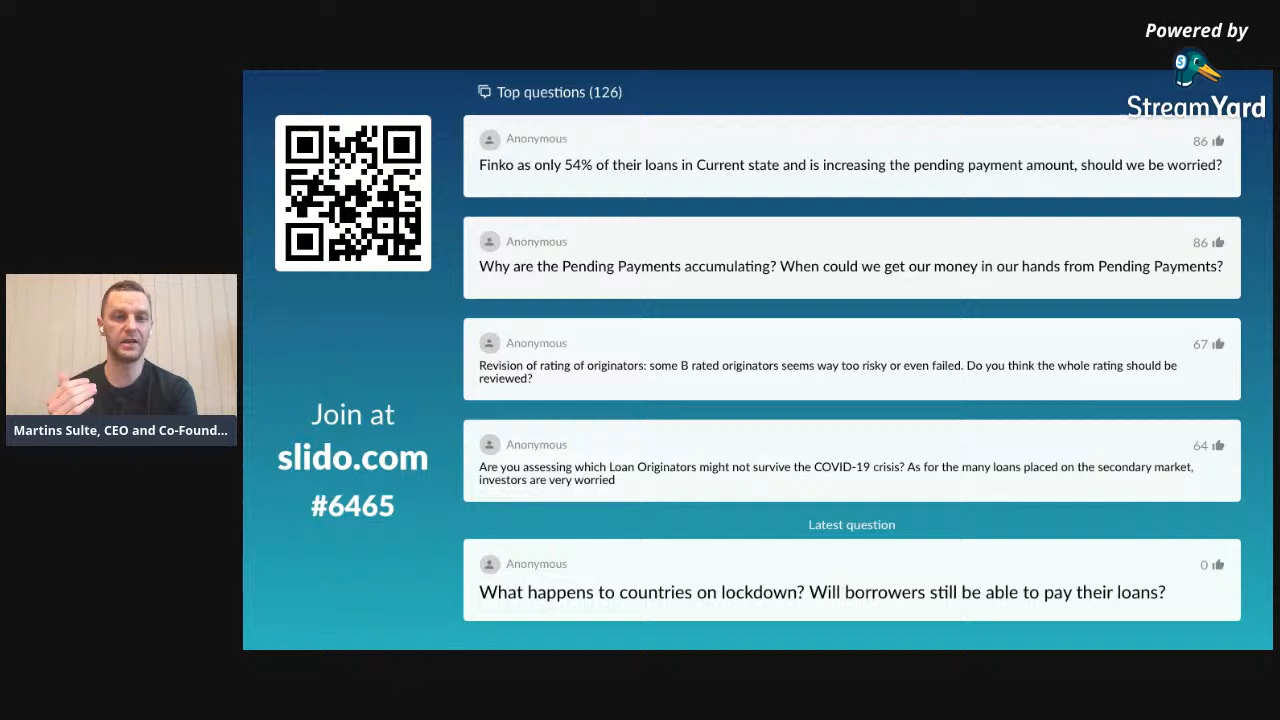 Powered by
StreamYard
Top questions (126)
Anonymous
86
Finko as only 54% of their loans in Current state and is increasing the pending payment amount, should we be worried?
Anonymous
86
Why are the Pending Payments accumulating? When could we get our money in our hands from Pending Payments?
Anonymous
67
Revision of rating of originators: some B rated originators seems way too risky or even failed. Do you think the whole rating should be
reviewed?
Anonymous
64
Are you assessing which Loan Originators might not survive the COVID-19 crisis? As for the many loans placed on the secondary market,
investors are very worried
Latest question
Anonymous
0
What happens to countries on lockdown? Will borrowers still be able to pay their loans?
Join at
slido.com
#6465
Martins Sulte, CEO and Co-Found...